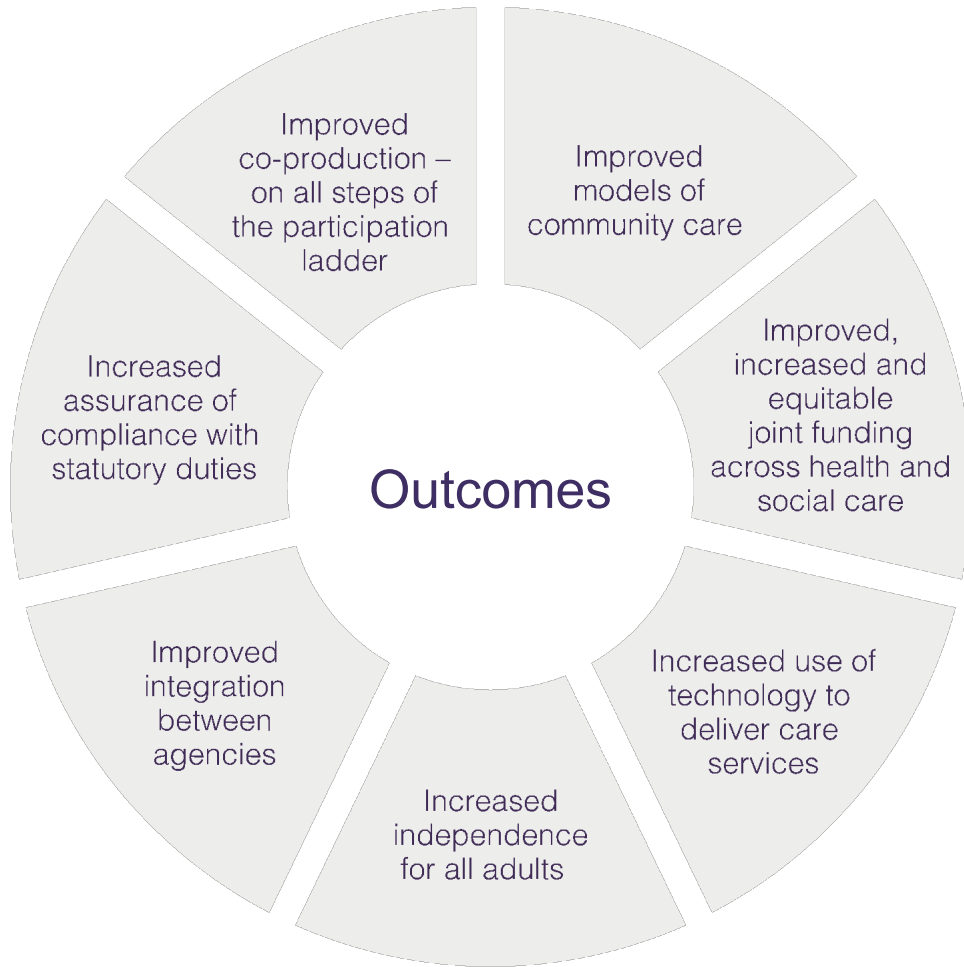 Improved
co-production –
on all steps of
the participation
ladder
Improved
models of
community care
Improved,
increased and
equitable
joint funding
across health and
social care
Increased use of
technology to
deliver care
services
Increased
independence
for all adults
Improved
integration
between
agencies
Increased
assurance of
compliance with
statutory duties
Outcomes